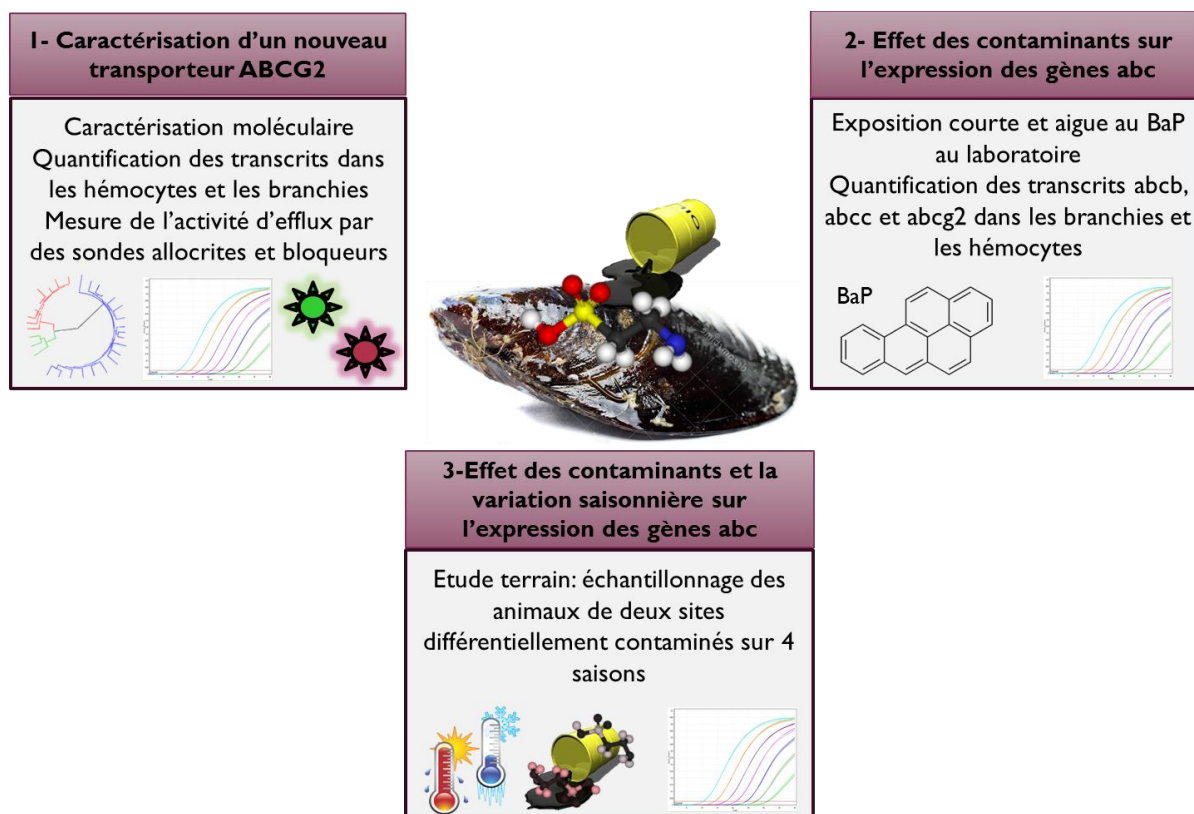 1- Caractérisation d’un nouveau
transporteur ABCG2
Caractérisation moléculaire
Quantification des transcrits dans
les hémocytes et les branchies
Mesure de l’activité d’efflux par
des sondes allocrites et bloqueurs
2- Effet des contaminants sur
l’expression des gènes abc
Exposition courte et aigue au BaP
au laboratoire
Quantification des transcrits abcb,
abcc et abcg2 dans les branchies et
les hémocytes
BaP
3-Effet des contaminants et la
variation saisonnière sur
l’expression des gènes abc
Etude terrain: échantillonnage des
animaux de deux sites
différentiellement contaminés sur 4
saisons